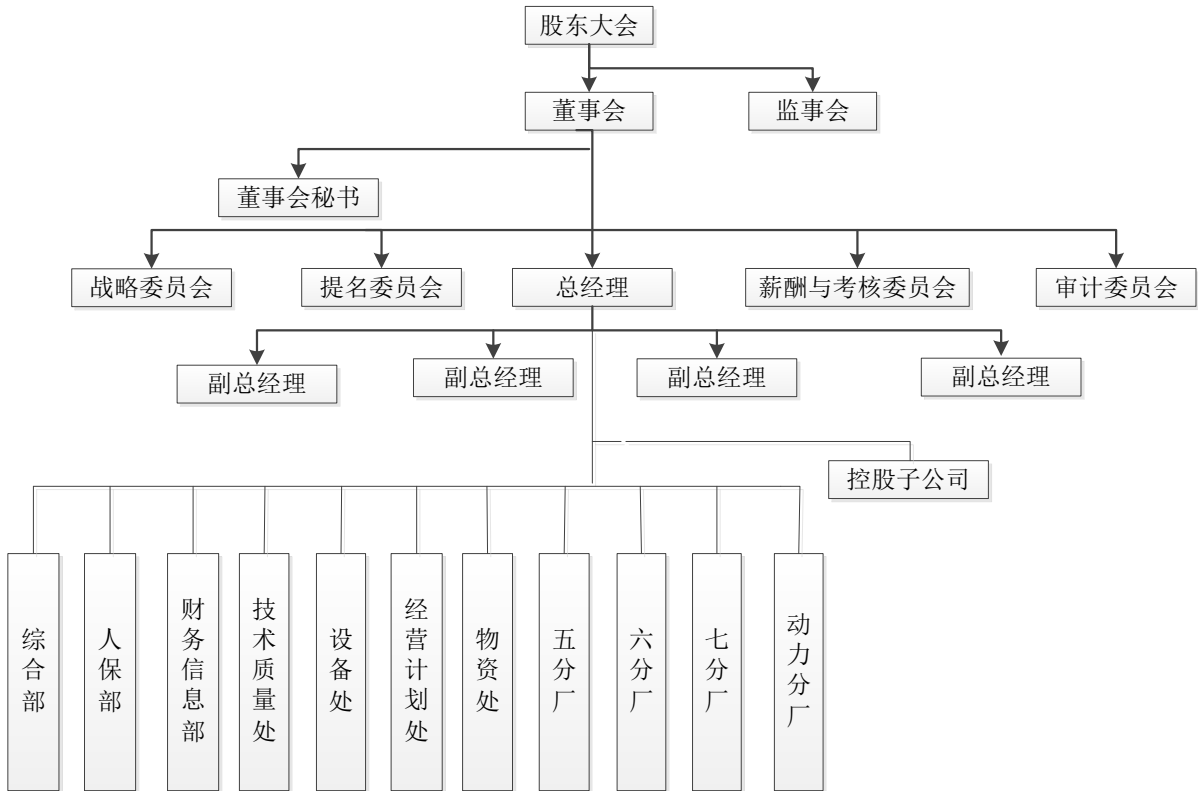 股东大会
董事会
监事会
董事会秘书
战略委员会
提名委员会
总经理
薪酬与考核委员会
审计委员会
副总经理
副总经理
副总经理
副总经理
控股子公司
综合部
人保部
财务信息部
技术质量处
设备处
经营计划处
物资处
五分厂
六分厂
七分厂
动力分厂